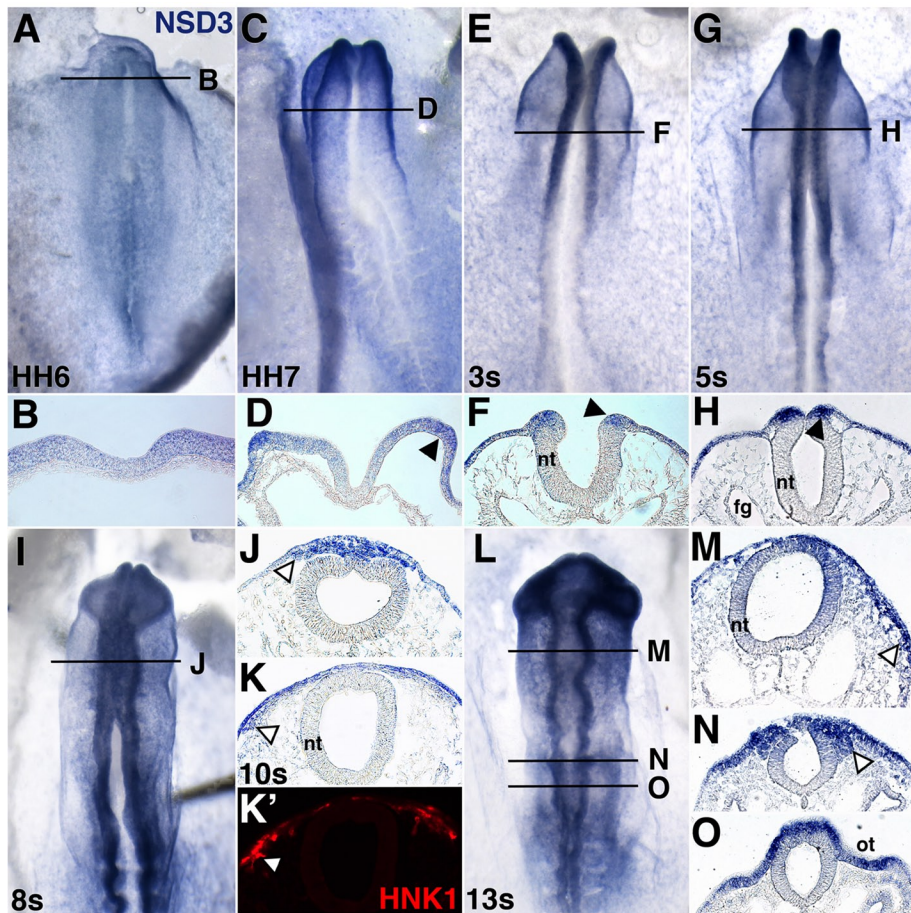 A NSD3 C E G
B D F H
HH6 HH7 3s 5s
B D F H
nt nt
fg
I J L M
J M nt
K
N
nt N
10s O
K' O ot
8s HNK1 13s